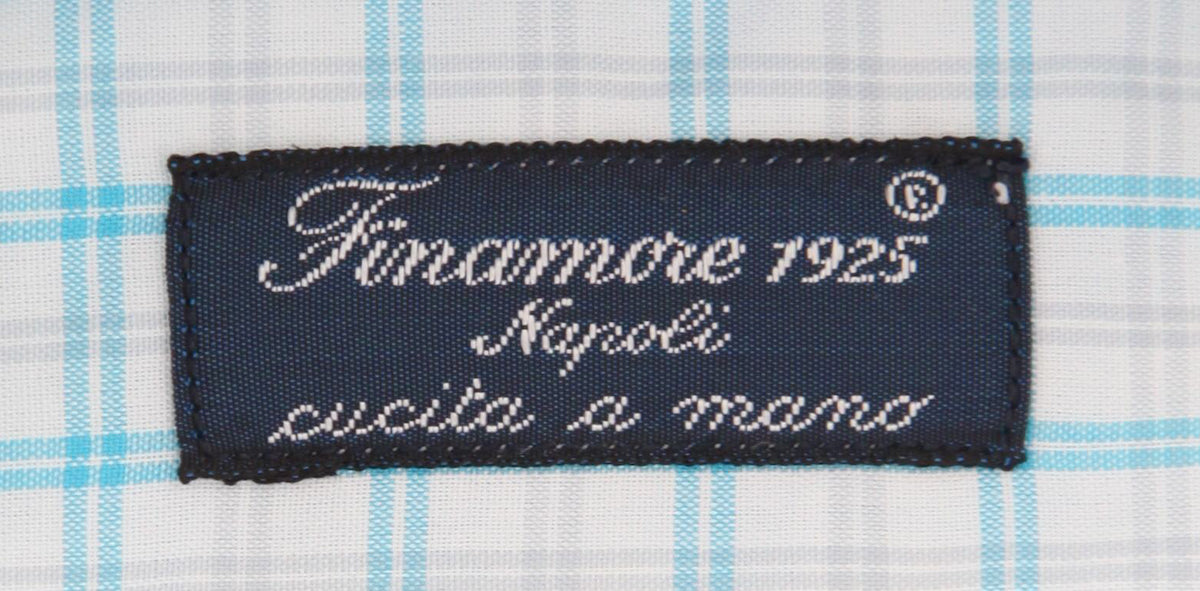 Finamore 1925®
Napoli
cucita a mano